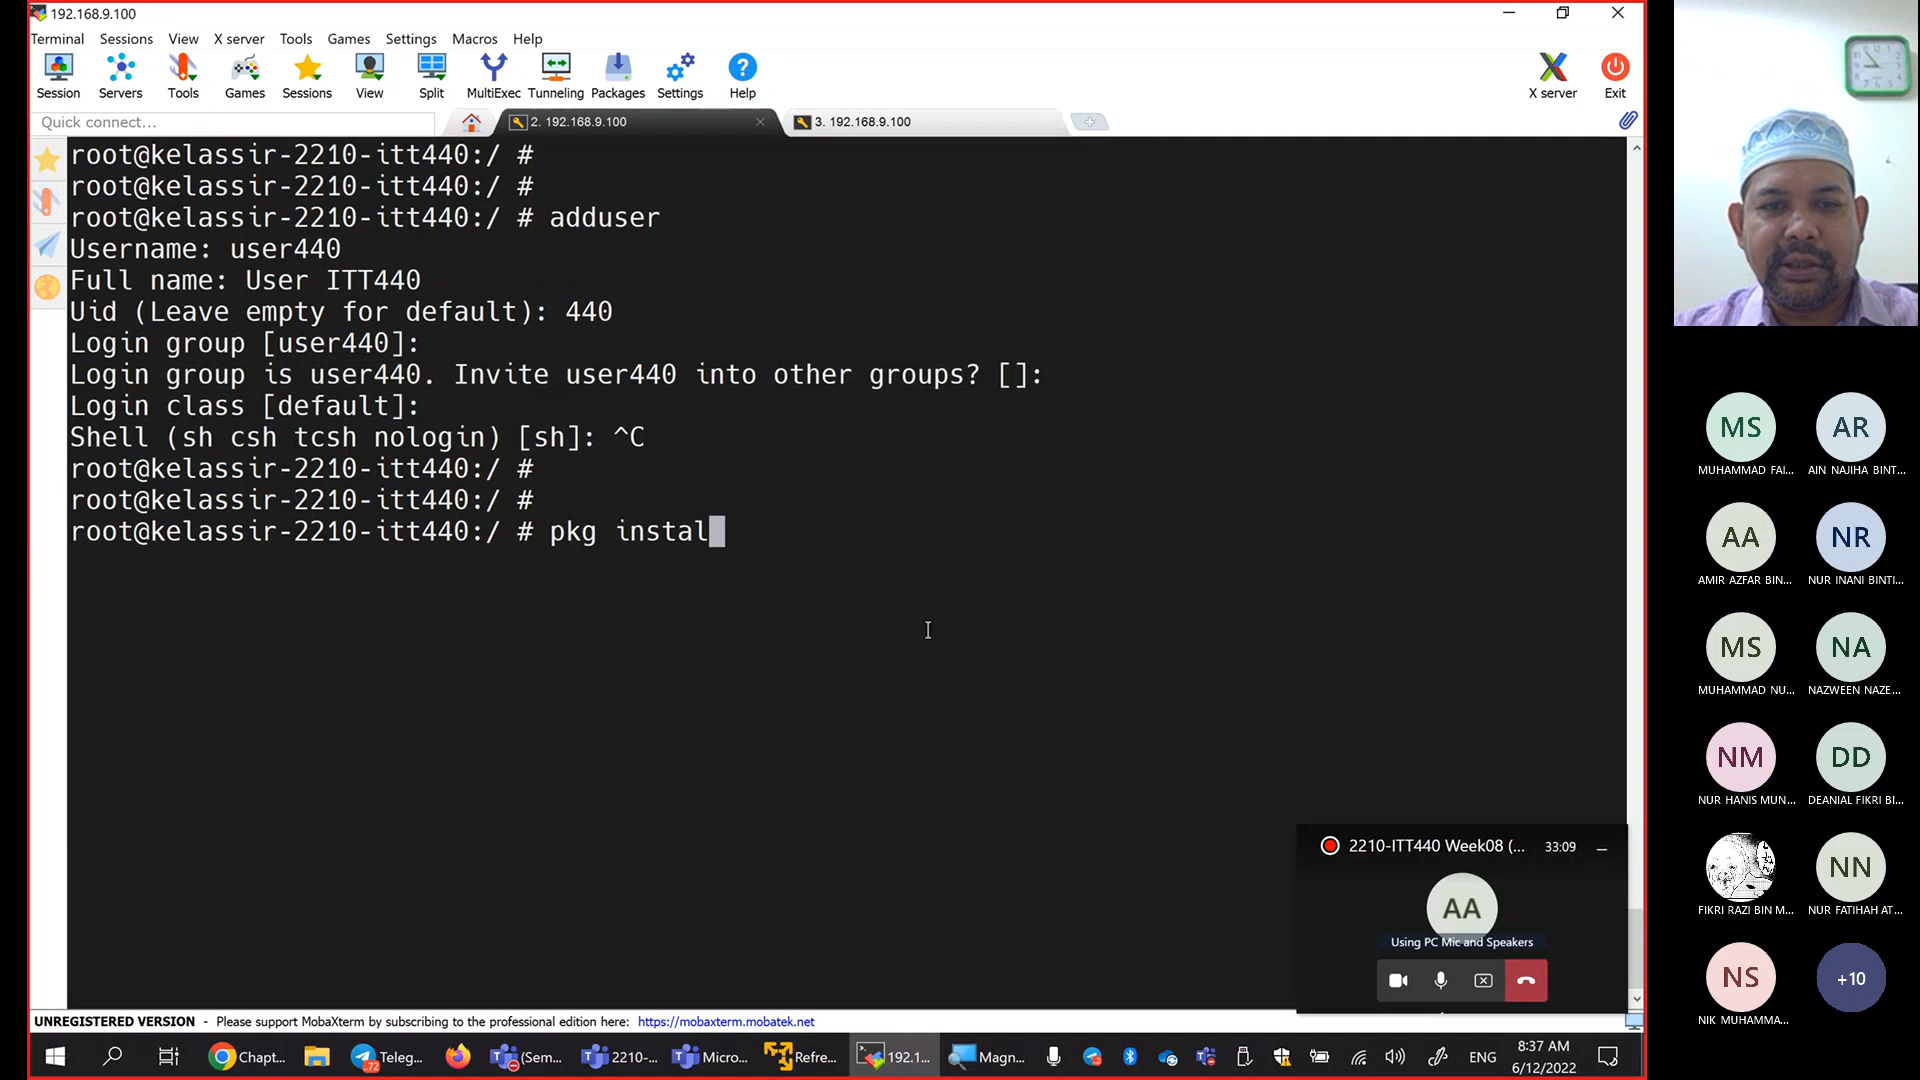 192.168.9.100
Terminal Sessions View X server Tools Games Settings Macros Help
Session Servers Tools Games Sessions View Split MultiExec Tunneling Packages Settings Help X server Exit
Quick connect...
2. 192.168.9.100
3. 192.168.9.100
root@kelassir-2210-itt440:/ #
root@kelassir-2210-itt440:/ #
root@kelassir-2210-itt440:/ # adduser
Username: user440
Full name: User ITT440
Uid (Leave empty for default): 440
Login group [user440]:
Login group is user440. Invite user440 into other groups? []:
Login class [default]:
Shell (sh csh tcsh nologin) [sh]: ^C
root@kelassir-2210-itt440:/ #
root@kelassir-2210-itt440:/ #
root@kelassir-2210-itt440:/ # pkg instal
2210-ITT440 Week08 (... 33:09
AA
Using PC Mic and Speakers
UNREGISTERED VERSION - Please support MobaXterm by subscribing to the professional edition here: https://mobaxterm.mobatek.net
Chapt... Teleg... (Sem... 2210-... Micro... Refre... 192.1... Magn... ENG
72
8:37 AM
6/12/2022
MS AR
MUHAMMAD FAI... AIN NAJIHA BINT...
AA NR
AMIR AZFAR BIN... NUR INANI BINTI...
MS NA
MUHAMMAD NU... NAZWEEN NAZE...
NM DD
NUR HANIS MUN... DEANIAL FIKRI BI...
NN
FIKRI RAZI BIN M... NUR FATIHAH AT...
NS +10
NIK MUHAMMA...